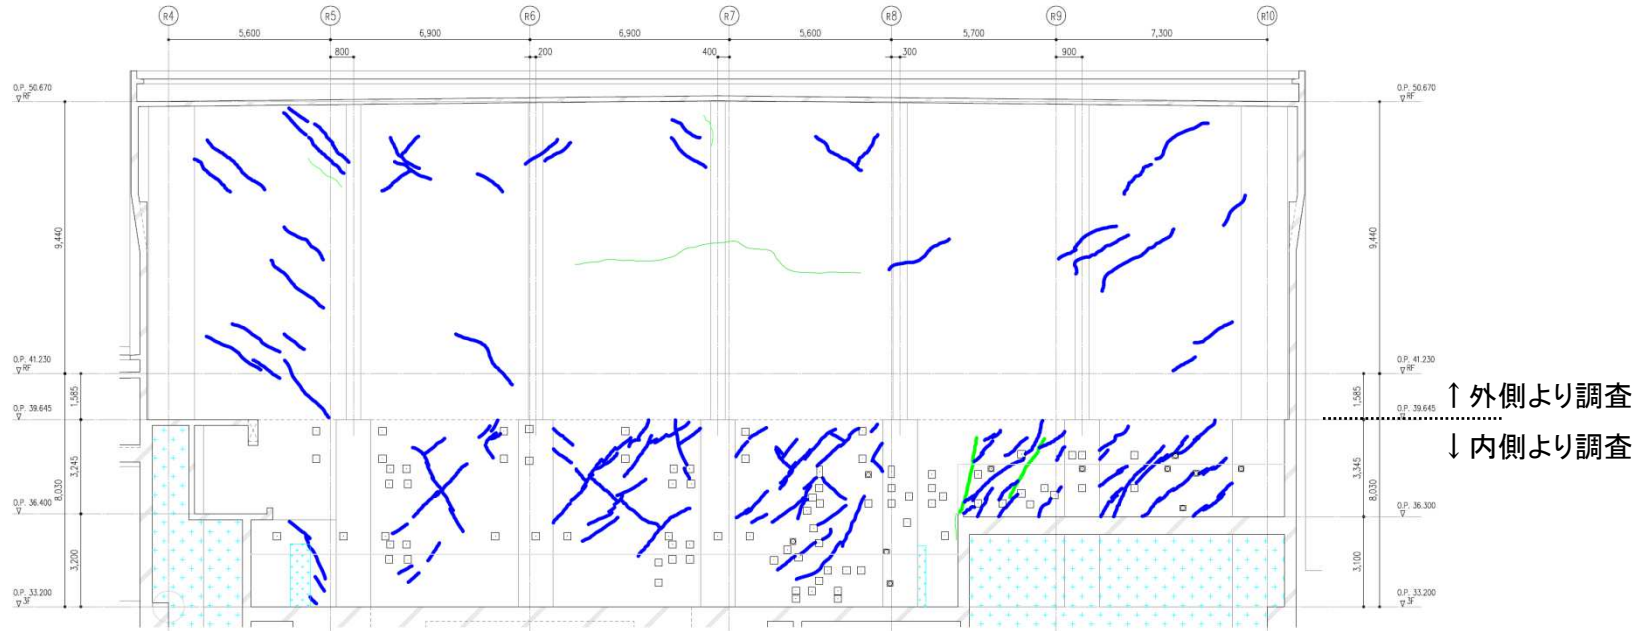 R4 R5 R6 R7 R8 R9 R10
5,600 6,900 6,900 5,600 5,700 7,300
800 200 400 300 900
O.P. 50.670
▽RF
O.P. 50.670
▽RF
9,440
9,440
O.P. 41.230
▽RF
O.P. 41.230
▽RF
1,585
1,585
↑外側より調査
O.P. 39.645
▽
O.P. 39.645
▽
↓内側より調査
3,245
8,030
3,345
8,030
O.P. 36.400
▽
O.P. 36.300
▽
3,200
3,100
O.P. 33.200
▽3F
O.P. 33.200
▽3F